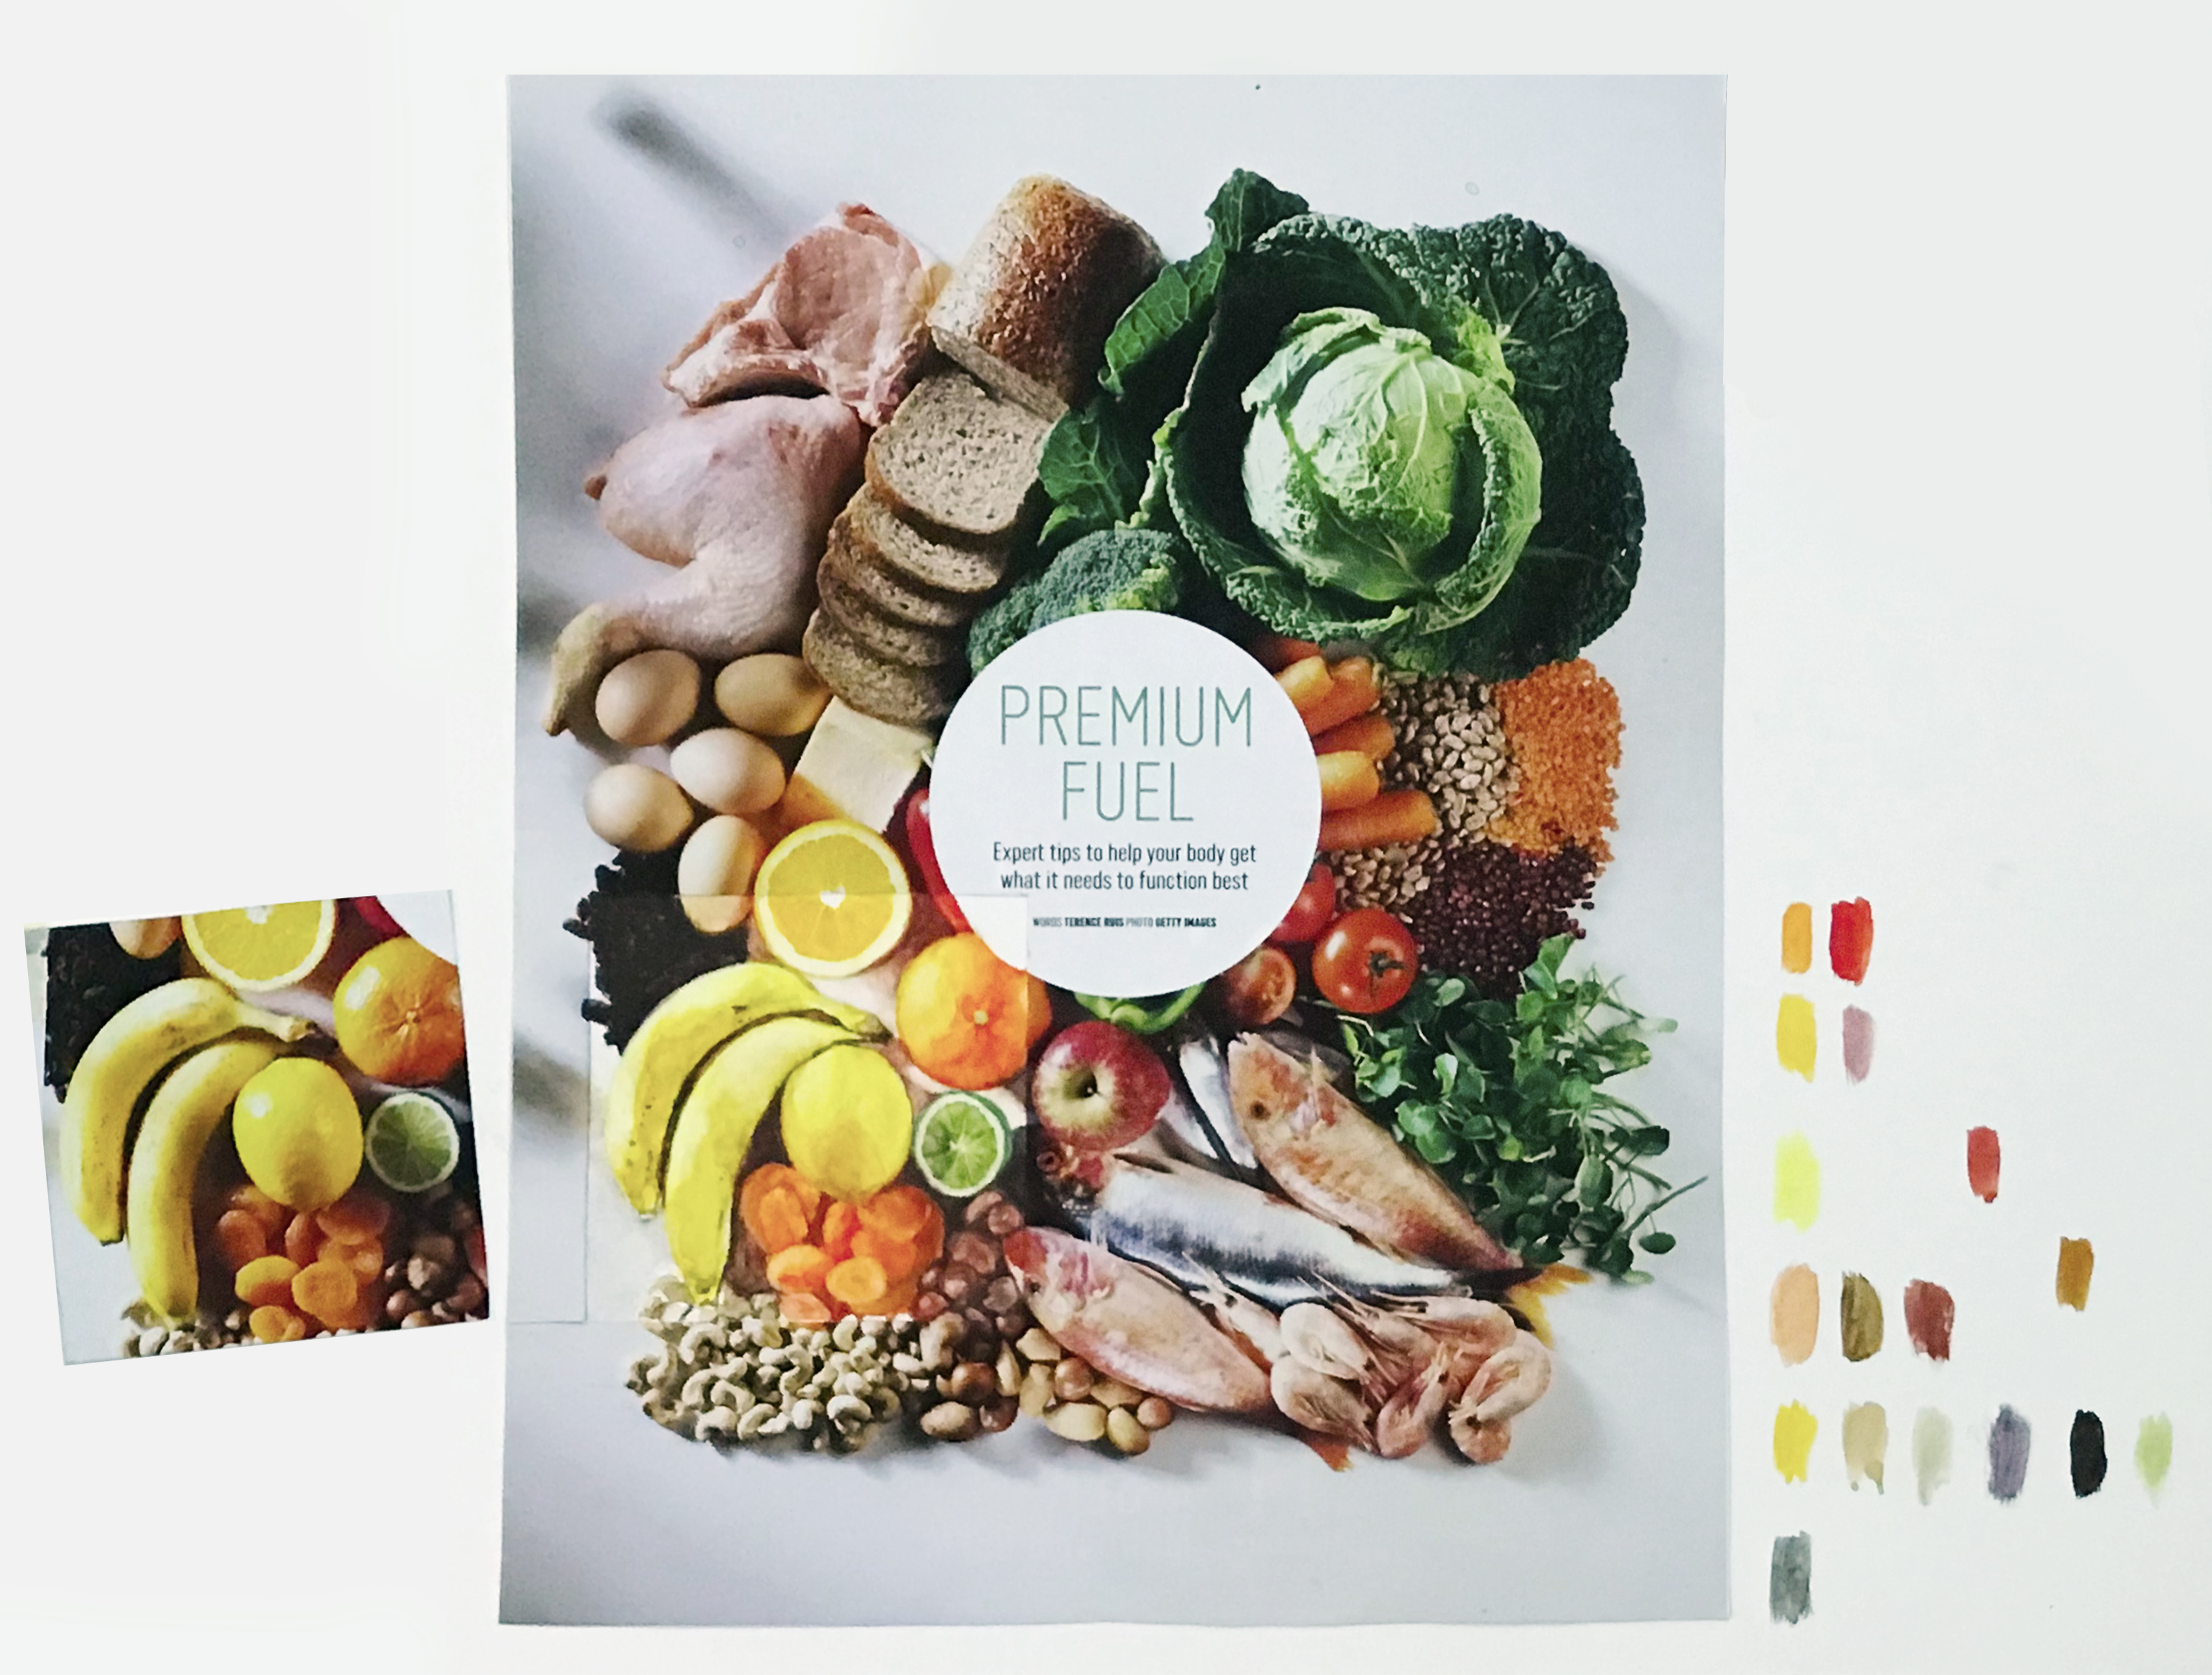 PREMIUM
FUEL
Expert tips to help your body get
what it needs to function best
WORDS TERENCE RUIS PHOTO GETTY IMAGES